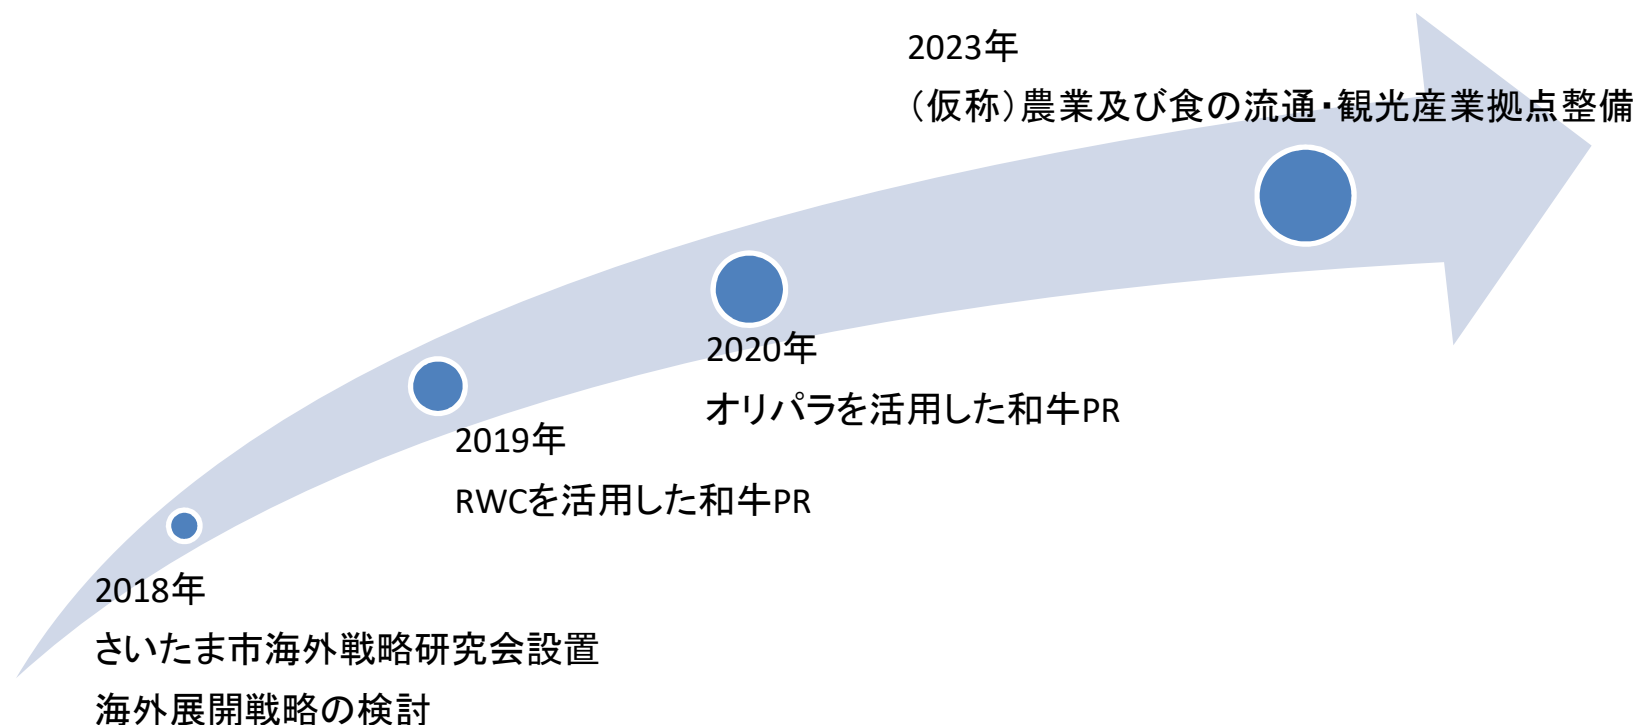 2023年
（仮称）農業及び食の流通・観光産業拠点整備
2020年
オリパラを活用した和牛PR
2019年
RWCを活用した和牛PR
2018年
さいたま市海外戦略研究会設置
海外展開戦略の検討